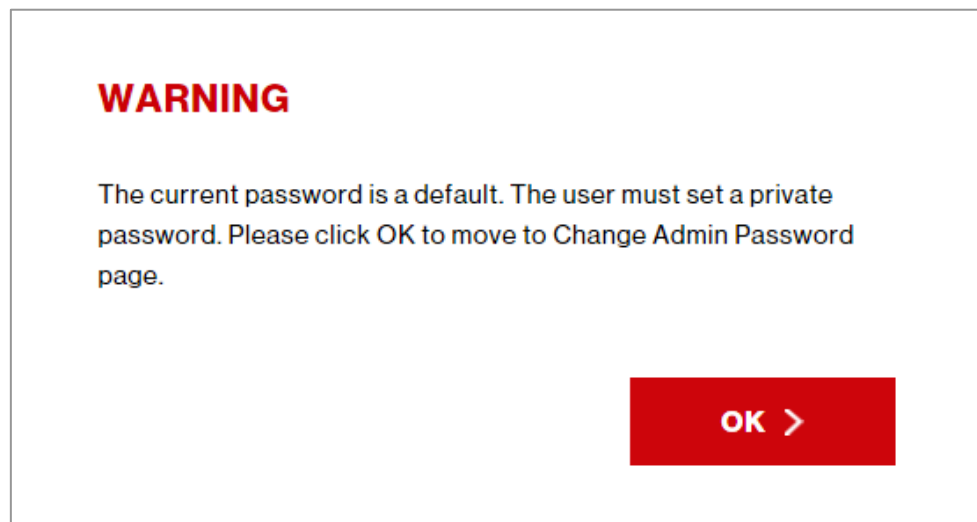 WARNING
The current password is a default. The user must set a private
password. Please click OK to move to Change Admin Password
page.
OK >